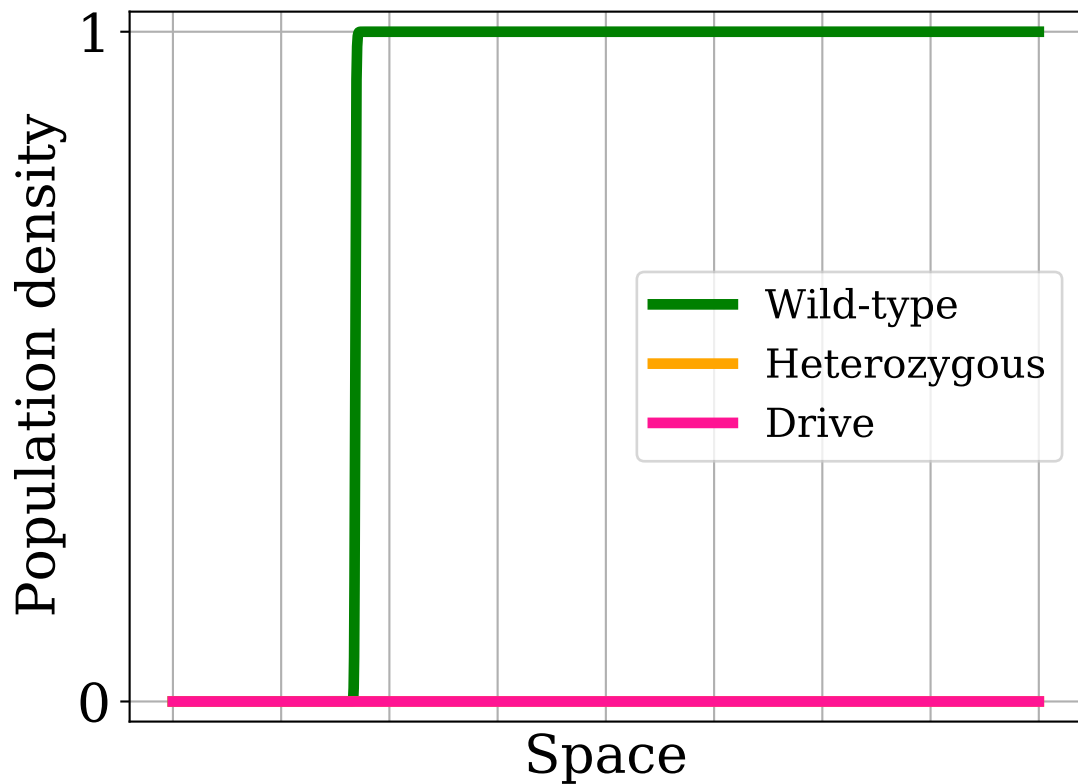 1
Population density
Wild-type
Heterozygous
Drive
0
Space